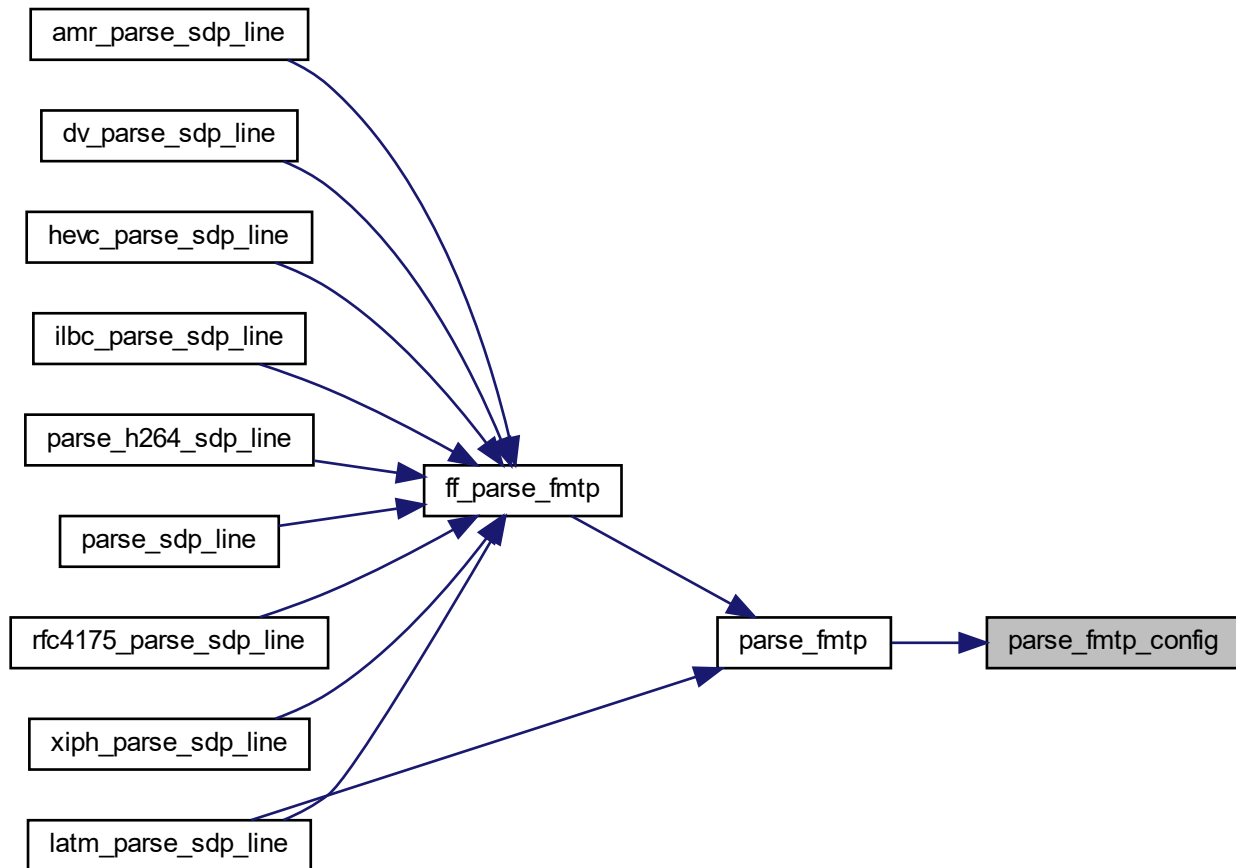 amr_parse_sdp_line
dv_parse_sdp_line
hevc_parse_sdp_line
ilbc_parse_sdp_line
parse_h264_sdp_line
ff_parse_fmtp
parse_sdp_line
rfc4175_parse_sdp_line
parse_fmtp
parse_fmtp_config
xiph_parse_sdp_line
latm_parse_sdp_line